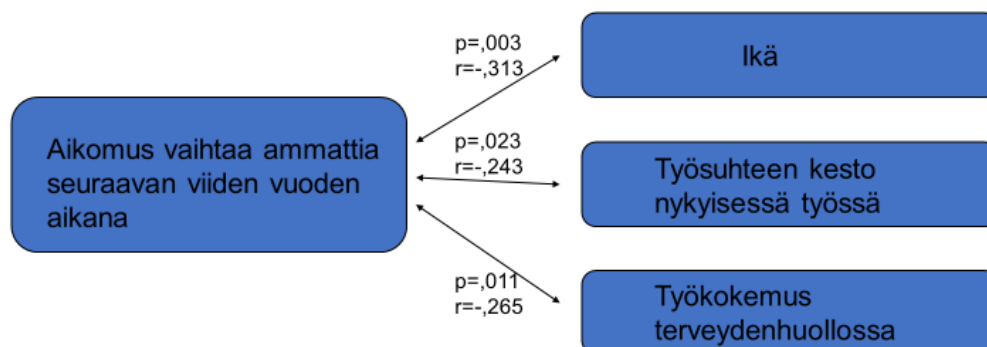 p=,003
r=-,313
Ikä
Aikomus vaihtaa ammattia
seuraavan viiden vuoden
aikana
p=,023
r=-,243
Työsuhteen kesto
nykyisessä työssä
p=,011
r=-,265
Työkokemus
terveydenhuollossa